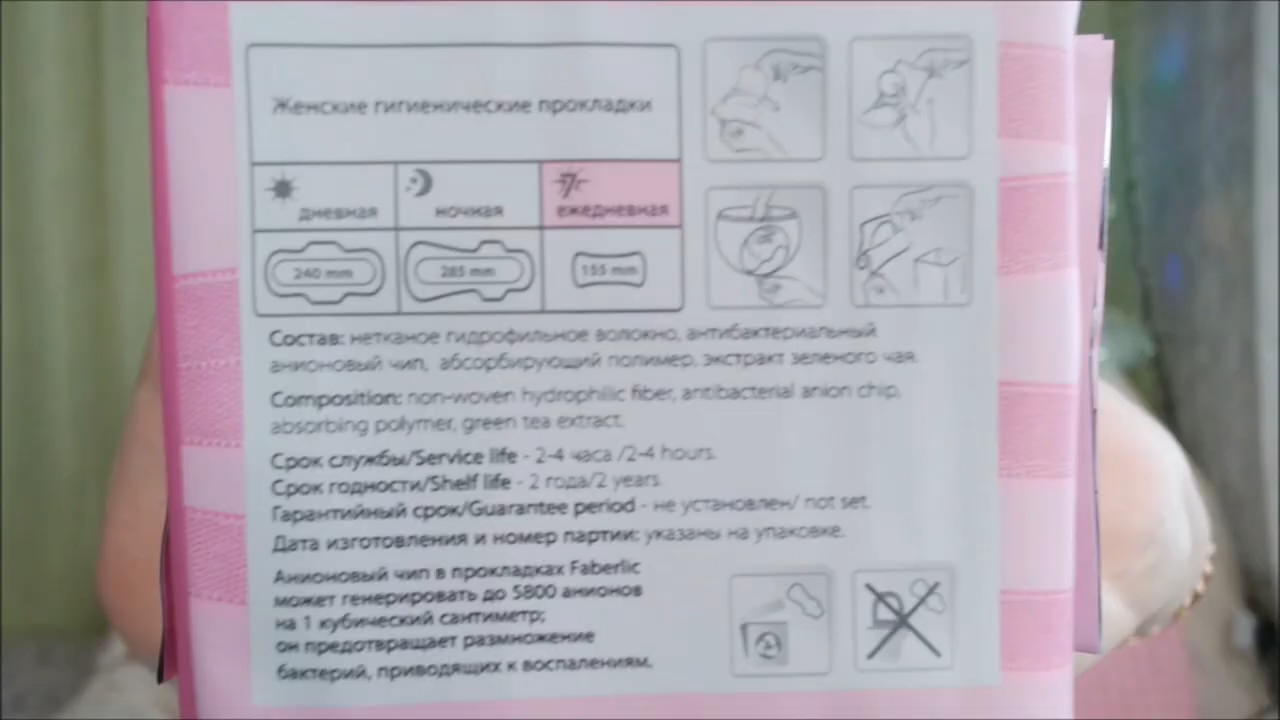 Женские гигиенические прокладки
дневная
ночная
ежедневная
240 mm
285 mm
155 mm
Состав: нетканое гидрофильное волокно, антибактериальный
анионовый чип, абсорбирующий полимер, экстракт зеленого чая.
Composition: non-woven hydrophilic fiber, antibacterial anion chip,
absorbing polymer, green tea extract.
Срок службы/Service life - 2-4 часа /2-4 hours.
Срок годности/Shelf life - 2 года/2 years.
Гарантийный срок/Guarantee period - не установлен/ not set.
Дата изготовления и номер партии: указаны на упаковке.
Анионовый чип в прокладках Faberlic
может генерировать до 5800 анионов
на 1 кубический сантиметр;
он предотвращает размножение
бактерий, приводящих к воспалениям.